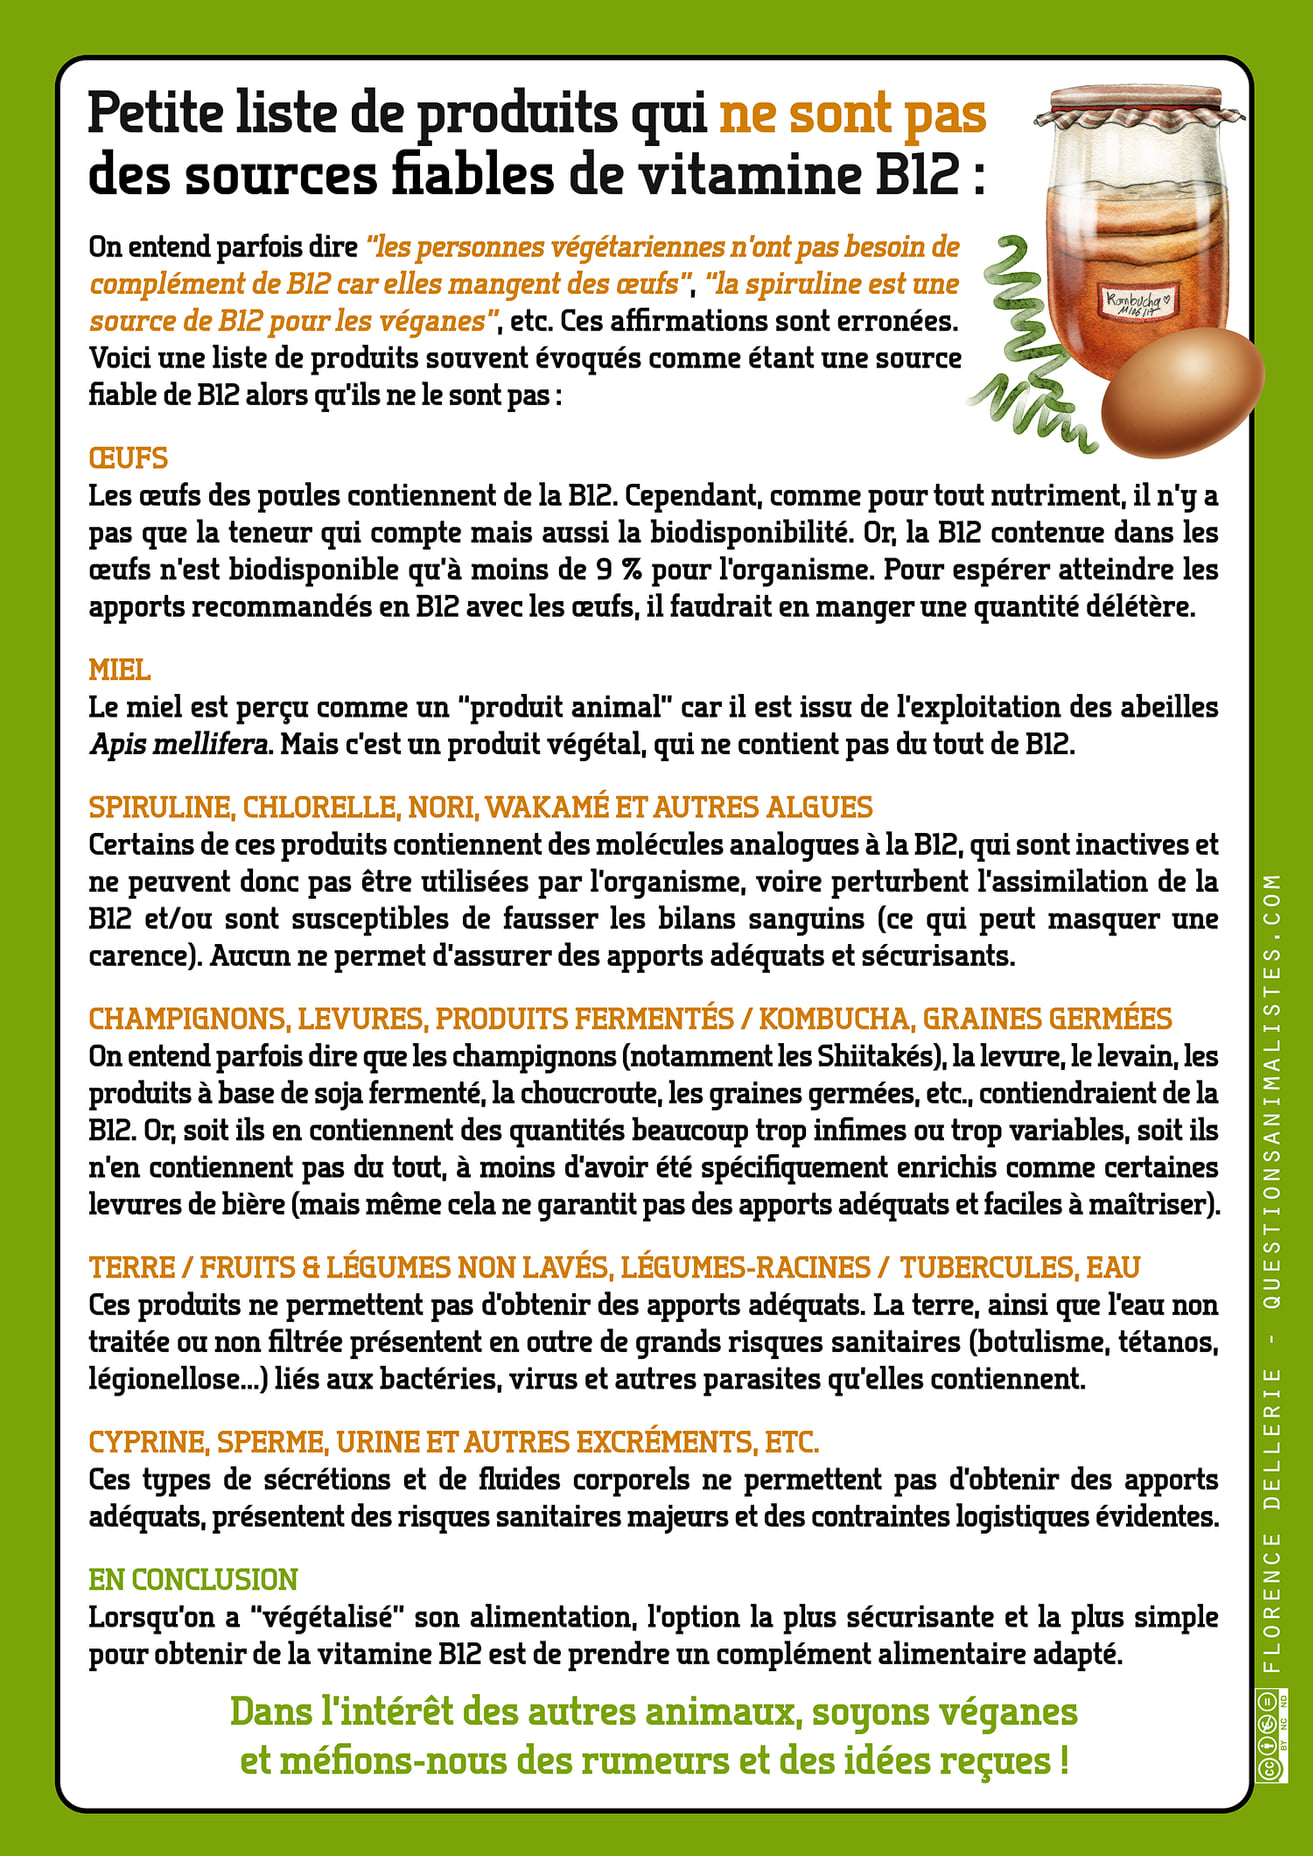 Petite liste de produits qui ne sont pas
des sources fiables de vitamine B12 :
On entend parfois dire “les personnes végétariennes n'ont pas besoin de
complément de B12 car elles mangent des œufs”, “la spiruline est une
source de B12 pour les véganes”, etc. Ces affirmations sont erronées.
Voici une liste de produits souvent évoqués comme étant une source
fiable de B12 alors qu'ils ne le sont pas :
Kombucha ♡
M106/17
ŒUFS
Les œufs des poules contiennent de la B12. Cependant, comme pour tout nutriment, il n'y a
pas que la teneur qui compte mais aussi la biodisponibilité. Or, la B12 contenue dans les
œufs n'est biodisponible qu'à moins de 9 % pour l'organisme. Pour espérer atteindre les
apports recommandés en B12 avec les œufs, il faudrait en manger une quantité délétère.
MIEL
Le miel est perçu comme un “produit animal” car il est issu de l'exploitation des abeilles
Apis mellifera. Mais c'est un produit végétal, qui ne contient pas du tout de B12.
SPIRULINE, CHLORELLE, NORI, WAKAMÉ ET AUTRES ALGUES
Certains de ces produits contiennent des molécules analogues à la B12, qui sont inactives et
ne peuvent donc pas être utilisées par l'organisme, voire perturbent l'assimilation de la
B12 et/ou sont susceptibles de fausser les bilans sanguins (ce qui peut masquer une
carence). Aucun ne permet d'assurer des apports adéquats et sécurisants.
CHAMPIGNONS, LEVURES, PRODUITS FERMENTÉS / KOMBUCHA, GRAINES GERMÉES
On entend parfois dire que les champignons (notamment les Shiitakés), la levure, le levain, les
produits à base de soja fermenté, la choucroute, les graines germées, etc., contiendraient de la
B12. Or, soit ils en contiennent des quantités beaucoup trop infimes ou trop variables, soit ils
n'en contiennent pas du tout, à moins d'avoir été spécifiquement enrichis comme certaines
levures de bière (mais même cela ne garantit pas des apports adéquats et faciles à maîtriser).
TERRE / FRUITS & LÉGUMES NON LAVÉS, LÉGUMES-RACINES / TUBERCULES, EAU
Ces produits ne permettent pas d'obtenir des apports adéquats. La terre, ainsi que l'eau non
traitée ou non filtrée présentent en outre de grands risques sanitaires (botulisme, tétanos,
légionellose...) liés aux bactéries, virus et autres parasites qu'elles contiennent.
CYPRINE, SPERME, URINE ET AUTRES EXCRÉMENTS, ETC.
Ces types de sécrétions et de fluides corporels ne permettent pas d'obtenir des apports
adéquats, présentent des risques sanitaires majeurs et des contraintes logistiques évidentes.
EN CONCLUSION
Lorsqu'on a “végétalisé” son alimentation, l'option la plus sécurisante et la plus simple
pour obtenir de la vitamine B12 est de prendre un complément alimentaire adapté.
Dans l'intérêt des autres animaux, soyons véganes
et méfions-nous des rumeurs et des idées reçues !
FLORENCE DELLERIE - QUESTIONSANIMALISTES.COM
cc BY NC ND